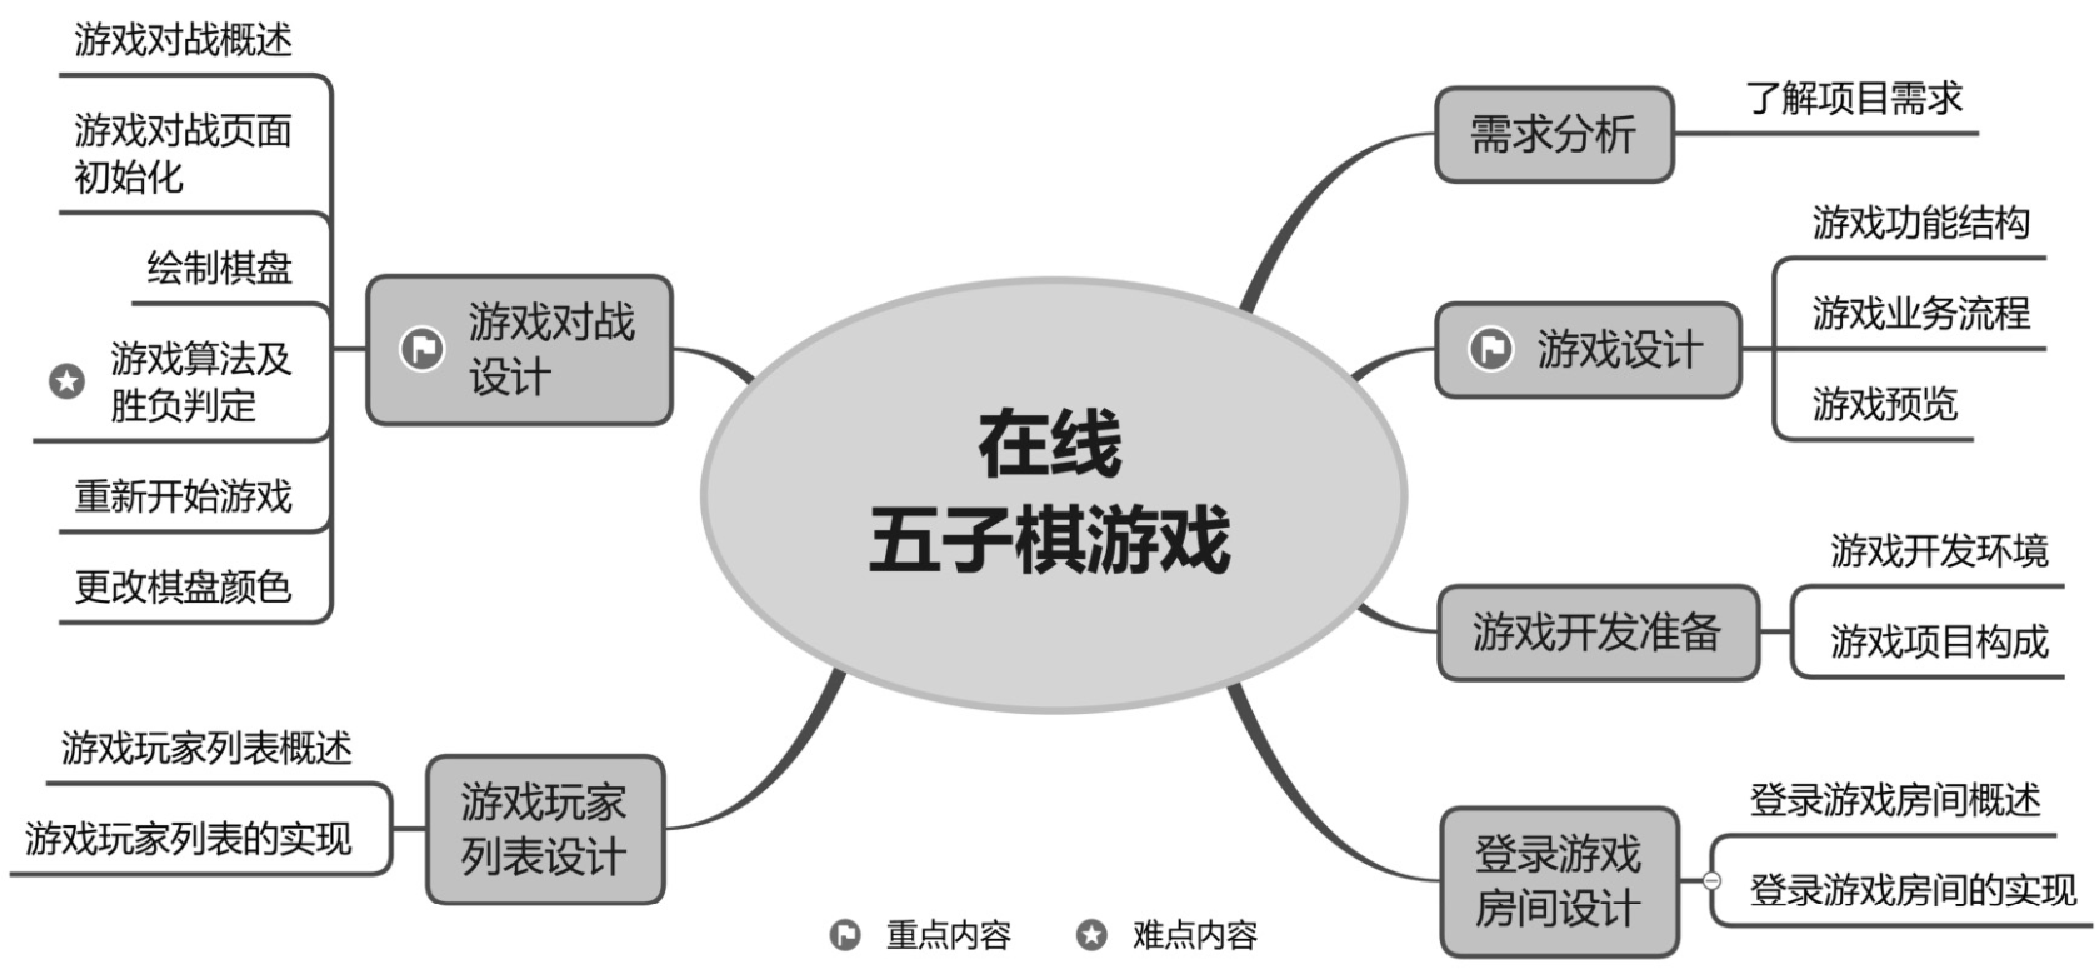 在线
五子棋游戏
需求分析
了解项目需求
游戏设计
游戏功能结构
游戏业务流程
游戏预览
游戏开发准备
游戏开发环境
游戏项目构成
登录游戏
房间设计
登录游戏房间概述
登录游戏房间的实现
游戏玩家
列表设计
游戏玩家列表概述
游戏玩家列表的实现
游戏对战
设计
游戏对战概述
游戏对战页面
初始化
绘制棋盘
游戏算法及
胜负判定
重新开始游戏
更改棋盘颜色
重点内容
难点内容